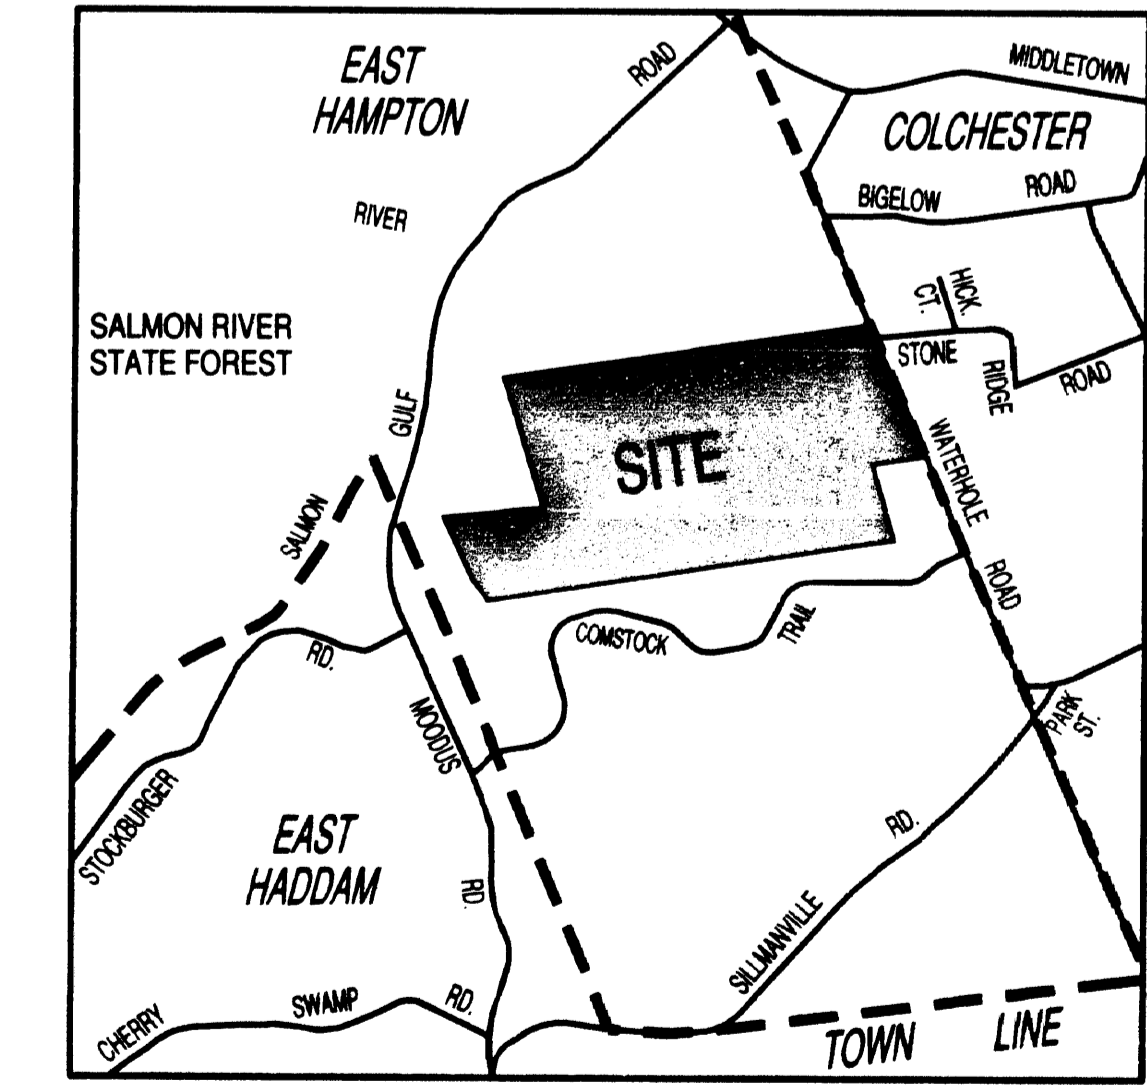 EAST
HAMPTON
ROAD
MIDDLETOWN
COLCHESTER
BIGELOW
ROAD
RIVER
HICK.
CT.
SALMON RIVER
STATE FOREST
STONE
RIDGE
ROAD
GULF
SITE
WATERHOLE
ROAD
SALMON
COMSTOCK
TRAIL
RD.
MOODUS
PARK
ST.
STOCKBURGER
EAST
HADDAM
RD.
RD.
SILLMANVILLE
CHERRY
SWAMP
RD.
TOWN
LINE